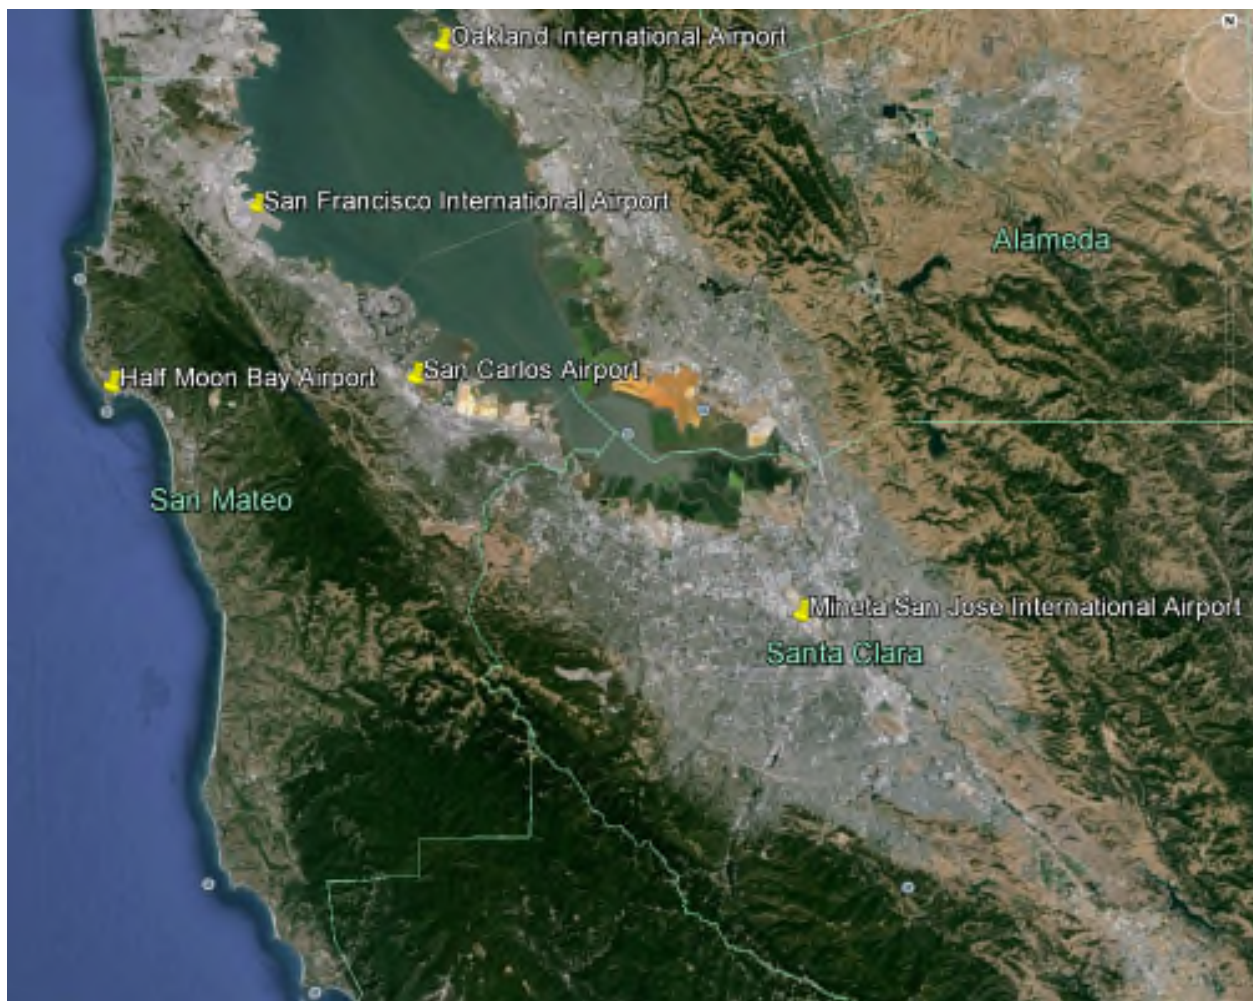 N
Oakland International Airport
San Francisco International Airport
Alameda
Half Moon Bay Airport
San Carlos Airport
San Mateo
Mineta San Jose International Airport
Santa Clara